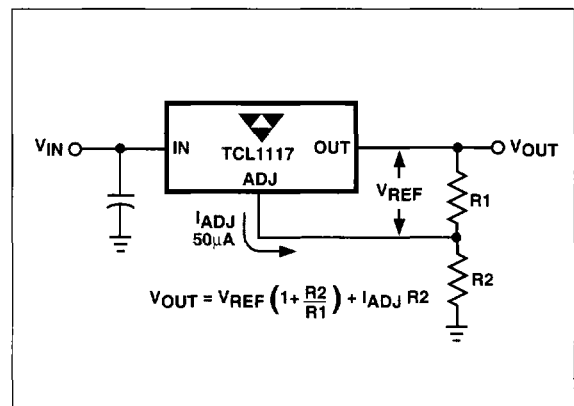 VIN
IN
TCL1117
OUT
ADJ
VOUT
VREF
R1
IADJ
50µA
R2
VOUT = VREF (1+ R2/R1) + IADJ R2